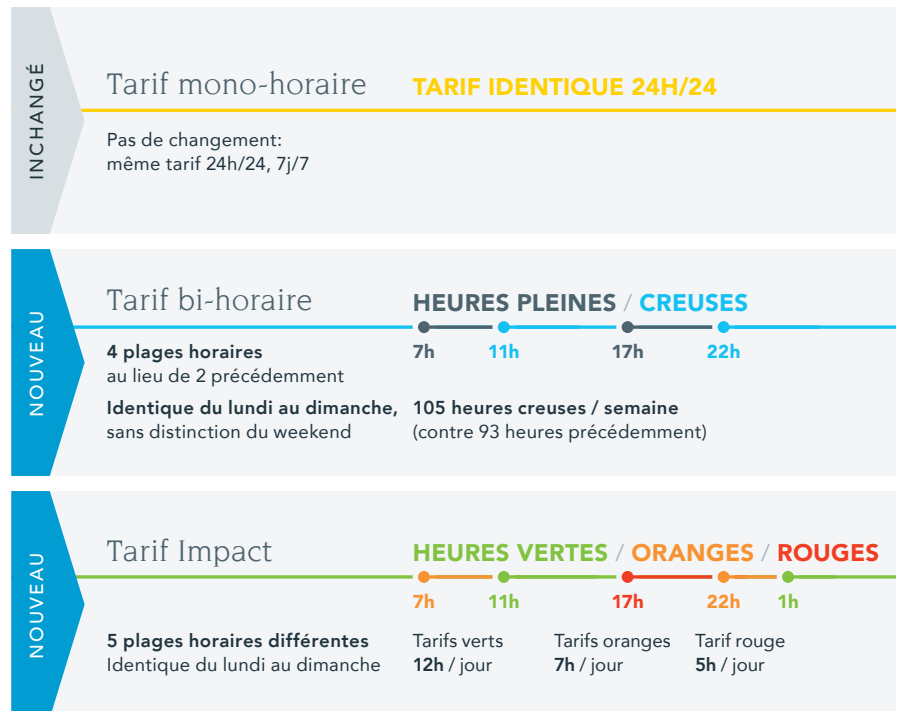 INCHANGÉ
Tarif mono-horaire
TARIF IDENTIQUE 24H/24
Pas de changement:
même tarif 24h/24, 7j/7
NOUVEAU
Tarif bi-horaire
HEURES PLEINES / CREUSES
7h 11h 17h 22h
4 plages horaires
au lieu de 2 précédemment
Identique du lundi au dimanche,
sans distinction du weekend
105 heures creuses / semaine
(contre 93 heures précédemment)
NOUVEAU
Tarif Impact
HEURES VERTES / ORANGES / ROUGES
7h 11h 17h 22h 1h
5 plages horaires différentes
Identique du lundi au dimanche
Tarifs verts
12h / jour
Tarifs oranges
7h / jour
Tarif rouge
5h / jour